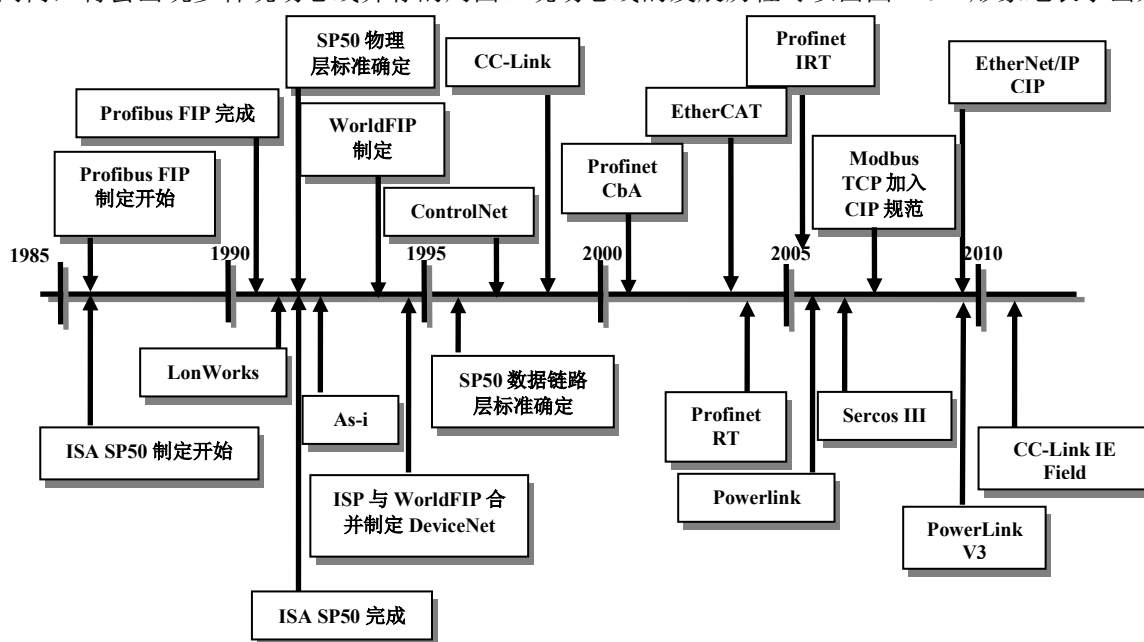 SP50 物理
层标准确定
CC-Link
Profinet
IRT
EtherNet/IP
CIP
Profibus FIP 完成
WorldFIP
制定
EtherCAT
Profibus FIP
制定开始
Profinet
CbA
Modbus
TCP 加入
CIP 规范
ControlNet
1985
1990
1995
2000
2005
2010
LonWorks
As-i
SP50 数据链路
层标准确定
Profinet
RT
Sercos III
ISA SP50 制定开始
CC-Link IE
Field
ISP 与 WorldFIP 合
并制定 DeviceNet
Powerlink
PowerLink
V3
ISA SP50 完成